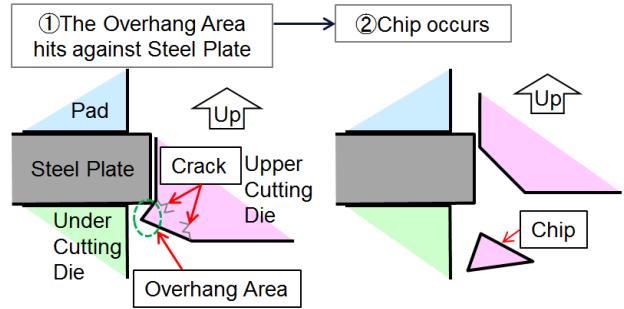 ①The Overhang Area
hits against Steel Plate
②Chip occurs
Pad
Up
Steel Plate
Crack
Upper
Cutting
Die
Under
Cutting
Die
Overhang Area
Up
Chip